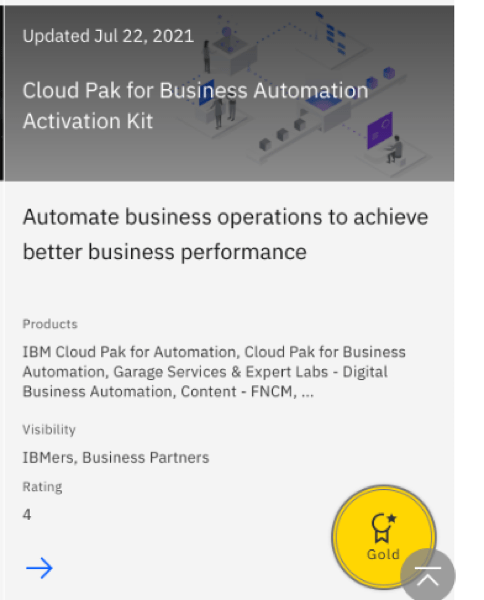 Updated Jul 22, 2021
Cloud Pak for Business Automation
Activation Kit
Automate business operations to achieve
better business performance
Products
IBM Cloud Pak for Automation, Cloud Pak for Business
Automation, Garage Services & Expert Labs - Digital
Business Automation, Content - FNCM, ...
Visibility
IBMers, Business Partners
Rating
4
Gold